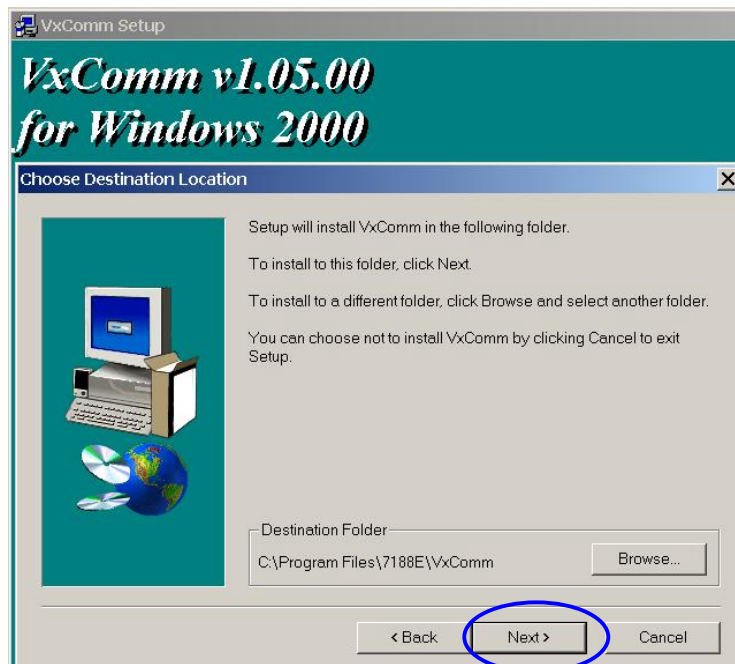 VxComm Setup
VxComm v1.05.00
for Windows 2000
Choose Destination Location
Setup will install VxComm in the following folder.
To install to this folder, click Next.
To install to a different folder, click Browse and select another folder.
You can choose not to install VxComm by clicking Cancel to exit
Setup.
Destination Folder
C:\Program Files\7188E\VxComm
Browse...
< Back
Next >
Cancel